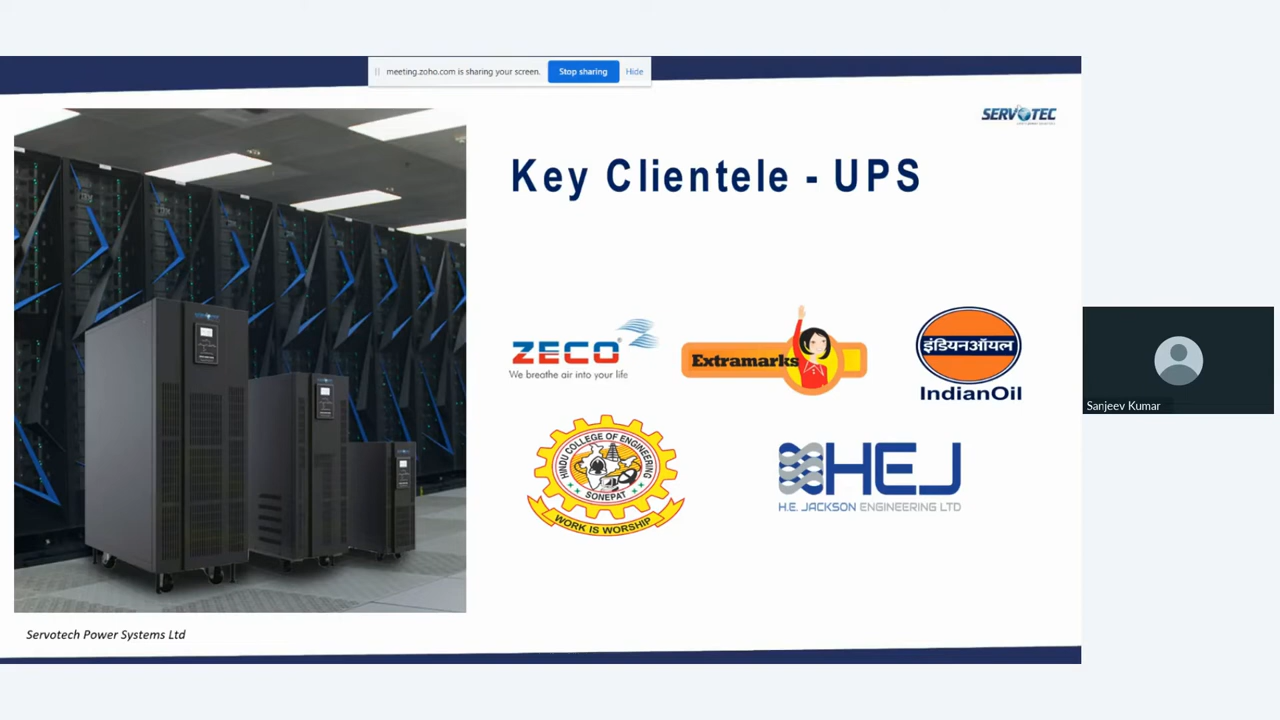 meeting.zoho.com is sharing your screen.
Stop sharing
Hide
SERVOTEC
Key Clientele - UPS
ZECO®
We breathe air into your life
Extramarks
इंडियनऑयल
IndianOil
HINDU COLLEGE OF ENGINEERING
SONEPAT
WORK IS WORSHIP
HEJ
H.E. JACKSON ENGINEERING LTD
Servotech Power Systems Ltd
Sanjeev Kumar